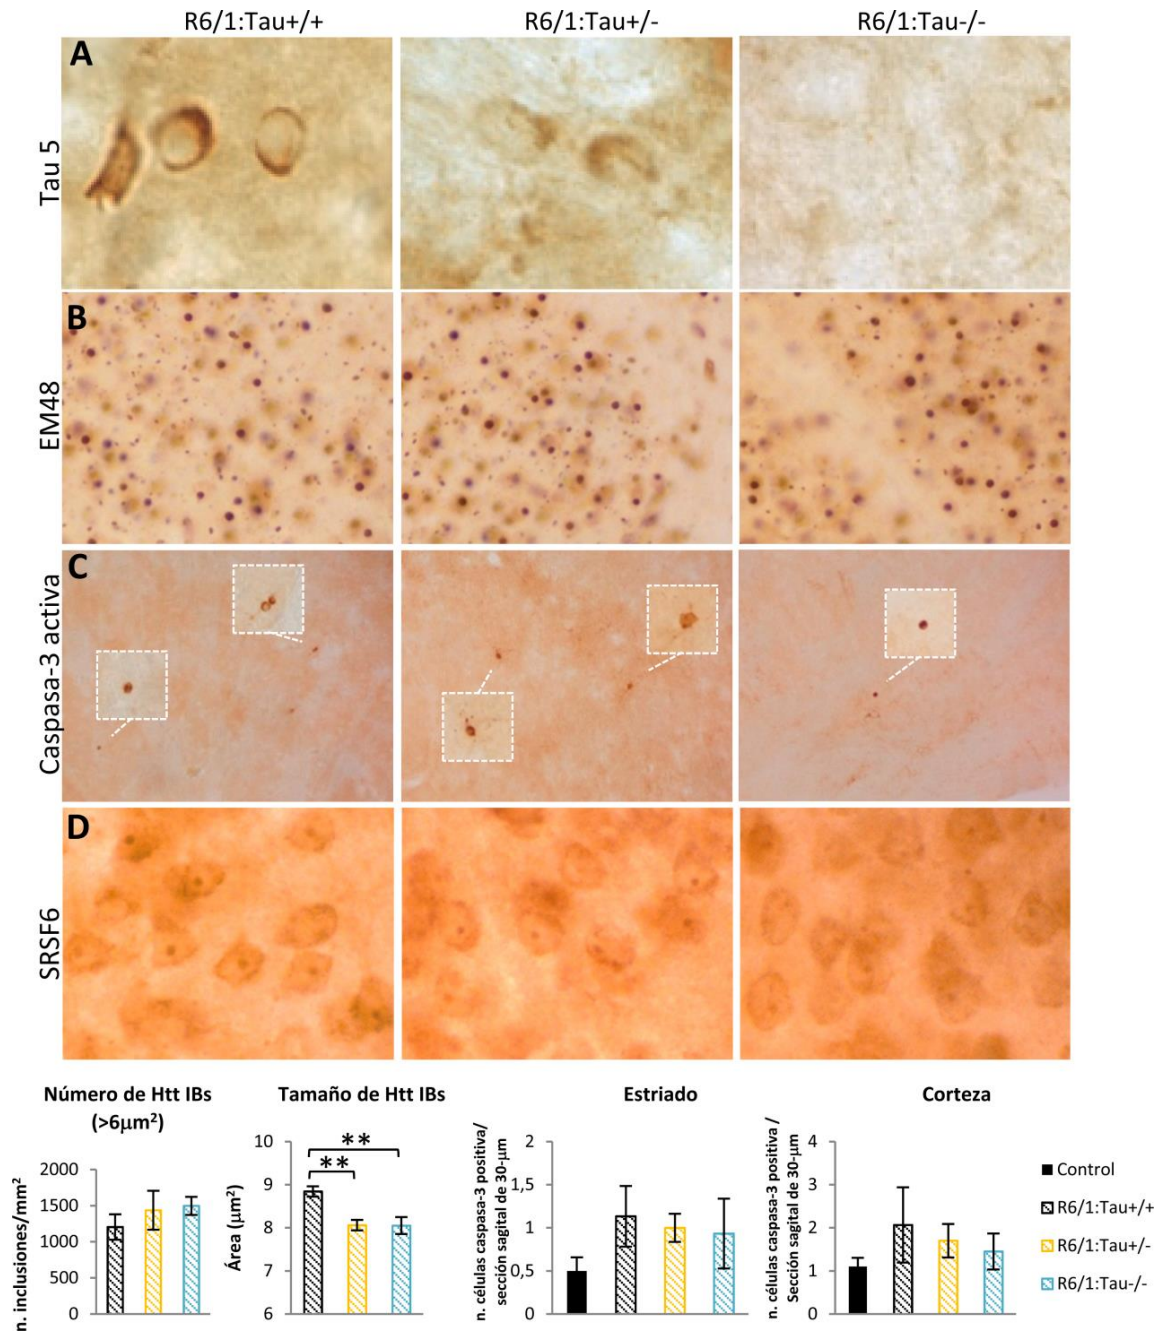 R6/1:Tau+/+ R6/1:Tau+/- R6/1:Tau-/-
A
Tau 5
B
EM48
C
Caspasa-3 activa
D
SRSF6
Número de Htt IBs
(>6μm²)
n. inclusiones/mm²
2000
1500
1000
500
0
Tamaño de Htt IBs
Área (μm²)
10
9
8
7
6
**
**
Estriado
n. células caspasa-3 positiva/
sección sagital de 30-μm
2
1,5
1
0,5
0
Corteza
n. células caspasa-3 positiva /
Sección sagital de 30-μm
4
3
2
1
0
Control
R6/1:Tau+/+
R6/1:Tau+/-
R6/1:Tau-/-